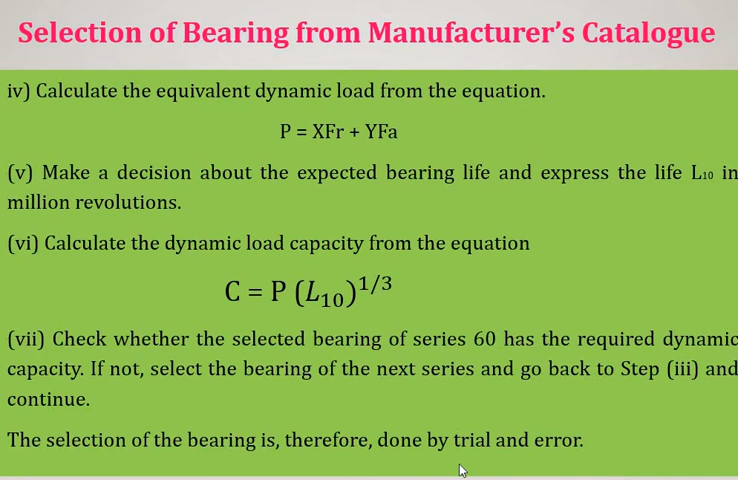 Selection of Bearing from Manufacturer’s Catalogue
iv) Calculate the equivalent dynamic load from the equation.
P = XFr + YFa
(v) Make a decision about the expected bearing life and express the life L₁₀ in
million revolutions.
(vi) Calculate the dynamic load capacity from the equation
C = P (L₁₀)^{1/3}
(vii) Check whether the selected bearing of series 60 has the required dynamic
capacity. If not, select the bearing of the next series and go back to Step (iii) and
continue.
The selection of the bearing is, therefore, done by trial and error.